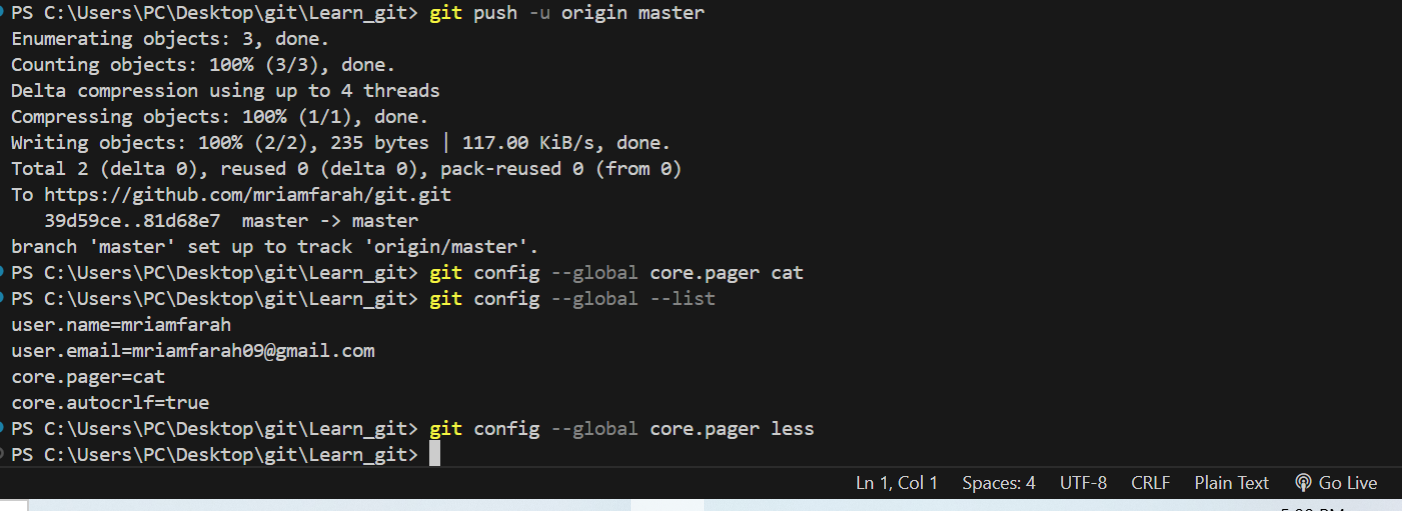 PS C:\Users\PC\Desktop\git\Learn_git> git push -u origin master
Enumerating objects: 3, done.
Counting objects: 100% (3/3), done.
Delta compression using up to 4 threads
Compressing objects: 100% (1/1), done.
Writing objects: 100% (2/2), 235 bytes | 117.00 KiB/s, done.
Total 2 (delta 0), reused 0 (delta 0), pack-reused 0 (from 0)
To https://github.com/mriamfarah/git.git
   39d59ce..81d68e7  master -> master
branch 'master' set up to track 'origin/master'.
PS C:\Users\PC\Desktop\git\Learn_git> git config --global core.pager cat
PS C:\Users\PC\Desktop\git\Learn_git> git config --global --list
user.name=mriamfarah
user.email=mriamfarah09@gmail.com
core.pager=cat
core.autocrlf=true
PS C:\Users\PC\Desktop\git\Learn_git> git config --global core.pager less
PS C:\Users\PC\Desktop\git\Learn_git>
Ln 1, Col 1 Spaces: 4 UTF-8 CRLF Plain Text Go Live